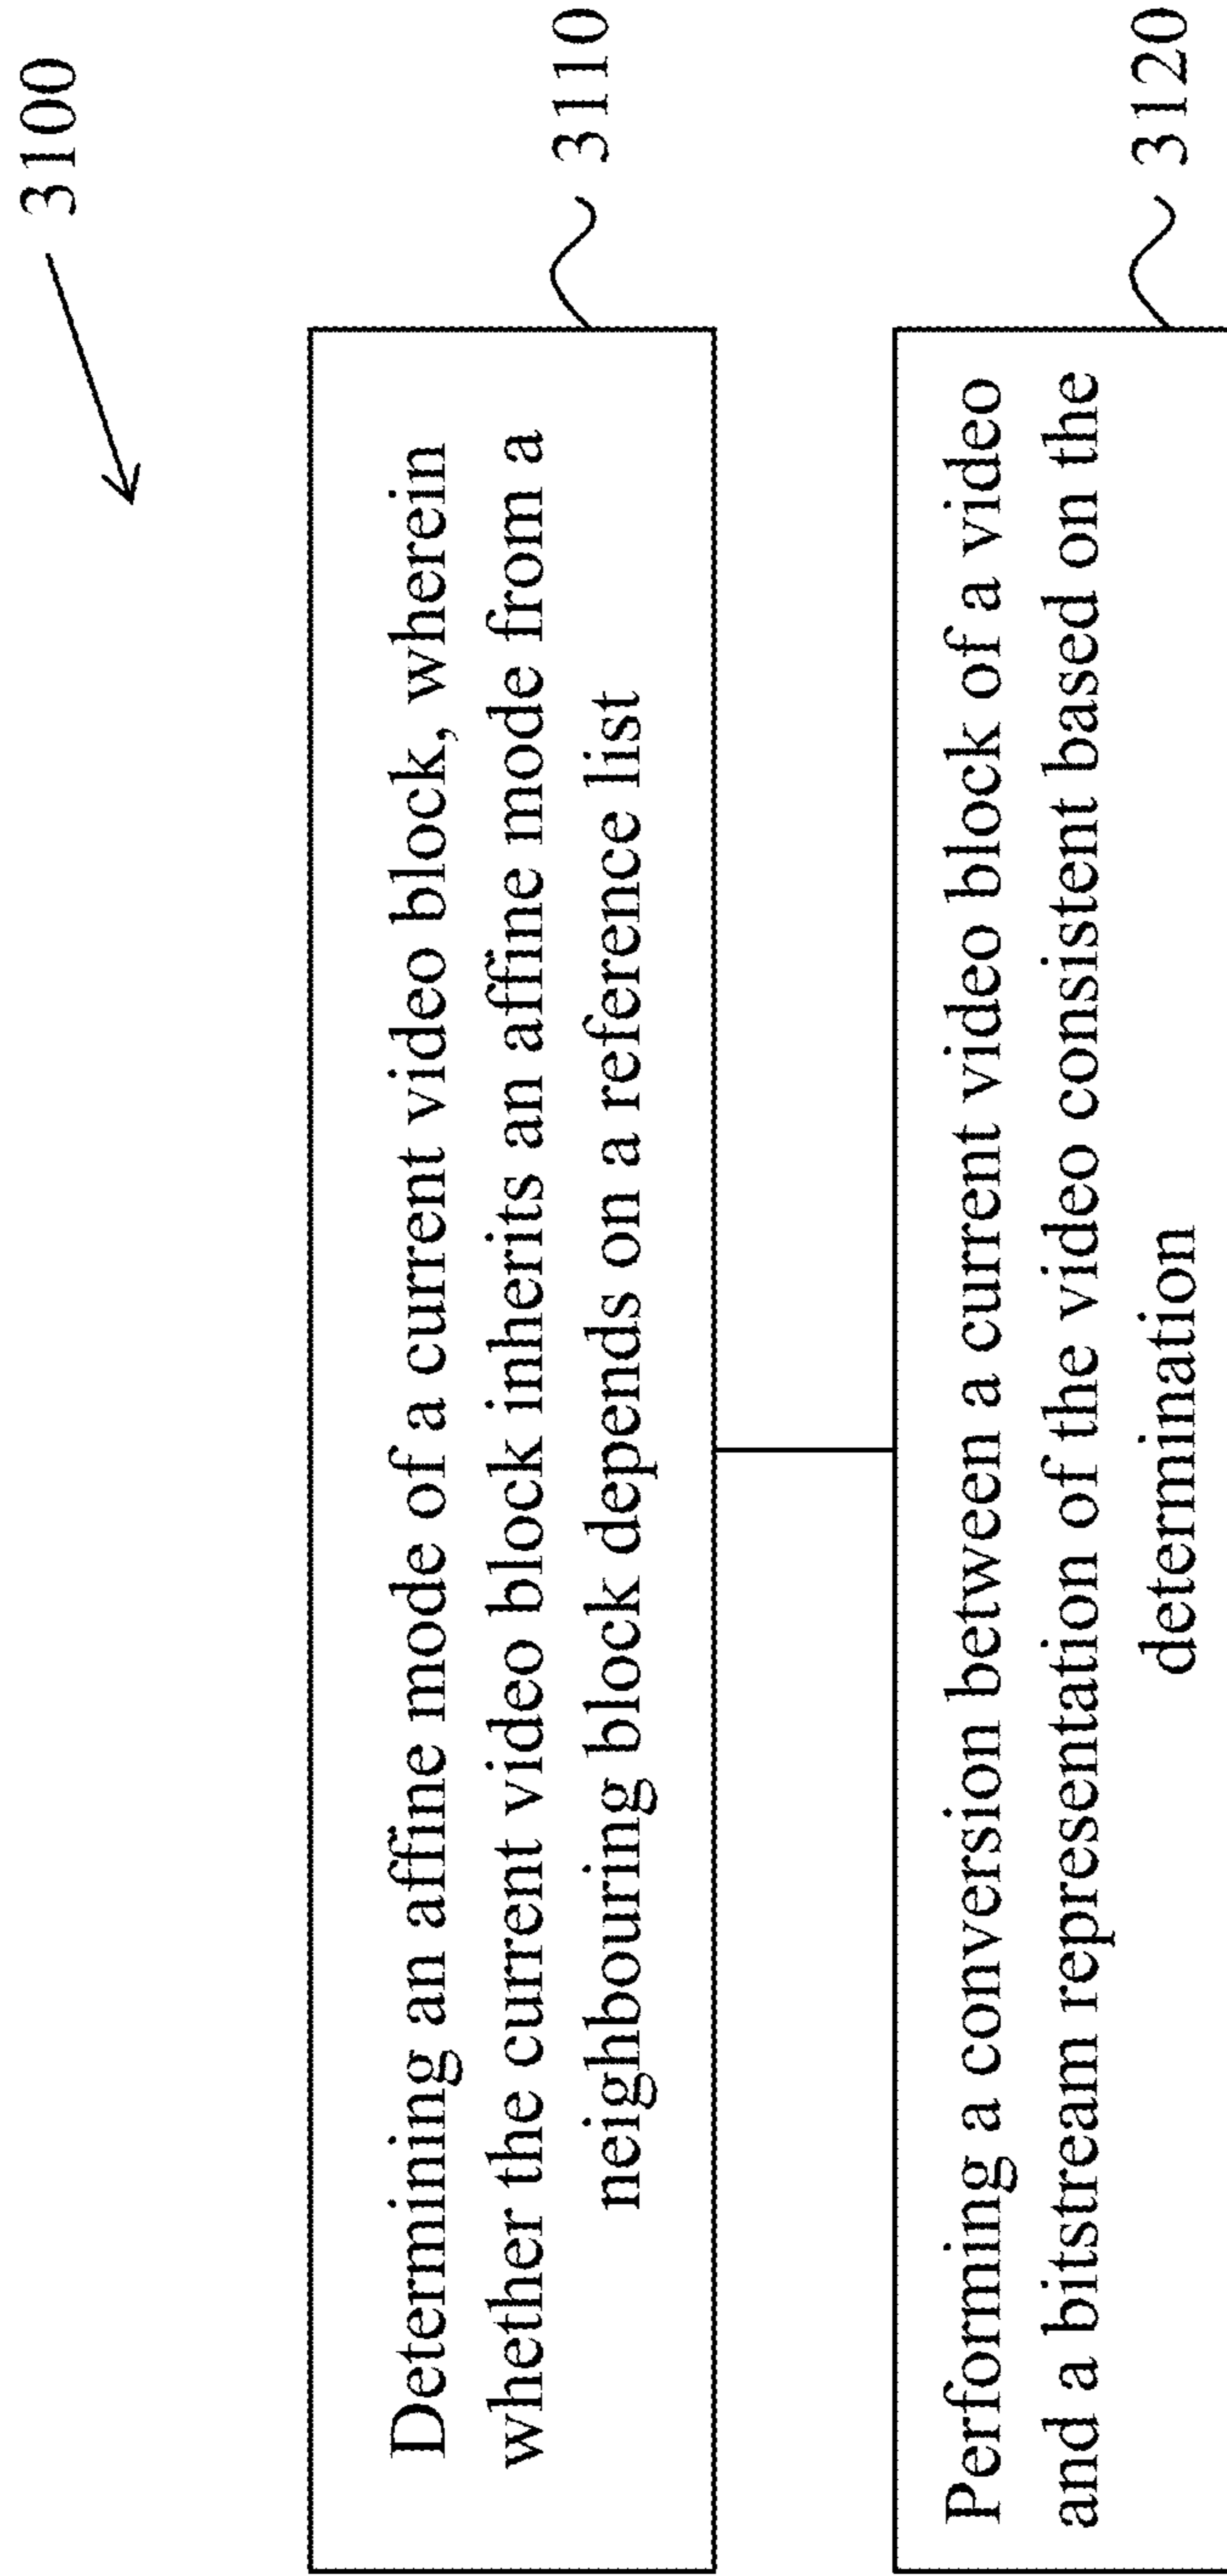 3100
Determining an affine mode of a current video block, wherein
whether the current video block inherits an affine mode from a
neighbouring block depends on a reference list
3110
Performing a conversion between a current video block of a video
and a bitstream representation of the video consistent based on the
determination
3120